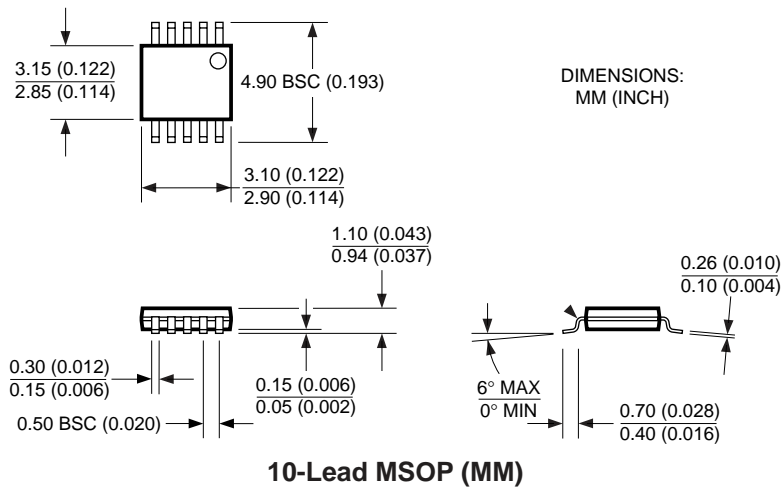 3.15 (0.122)
2.85 (0.114)
4.90 BSC (0.193)
DIMENSIONS:
MM (INCH)
3.10 (0.122)
2.90 (0.114)
1.10 (0.043)
0.94 (0.037)
0.26 (0.010)
0.10 (0.004)
0.30 (0.012)
0.15 (0.006)
0.15 (0.006)
0.05 (0.002)
6° MAX
0° MIN
0.50 BSC (0.020)
0.70 (0.028)
0.40 (0.016)
10-Lead MSOP (MM)